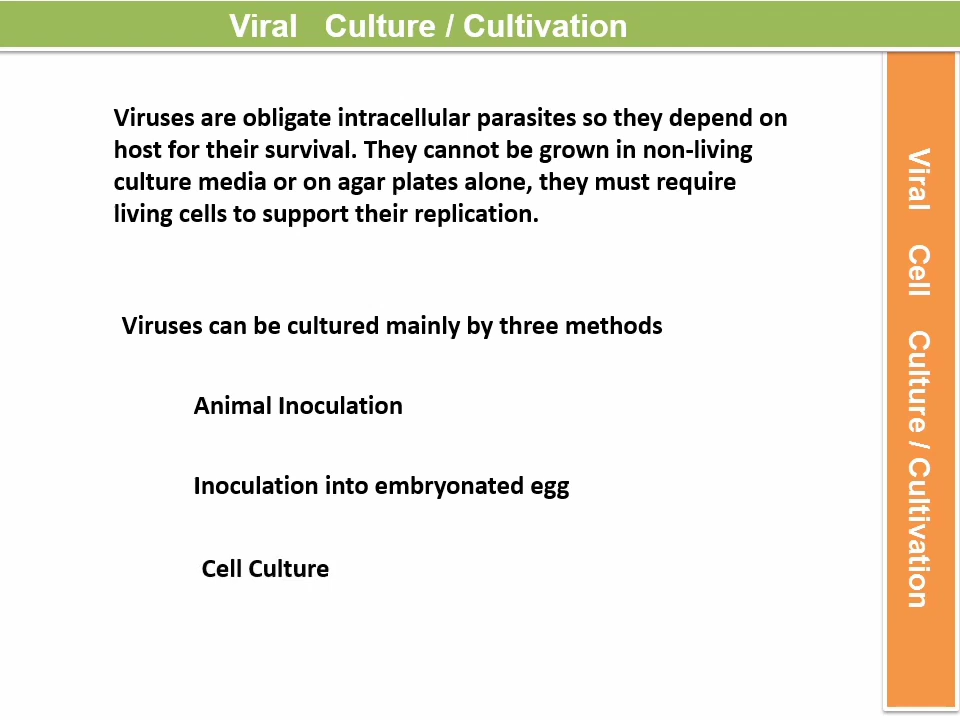 Viral Culture / Cultivation
Viruses are obligate intracellular parasites so they depend on
host for their survival. They cannot be grown in non-living
culture media or on agar plates alone, they must require
living cells to support their replication.
Viruses can be cultured mainly by three methods
Animal Inoculation
Inoculation into embryonated egg
Cell Culture
Viral Cell Culture / Cultivation